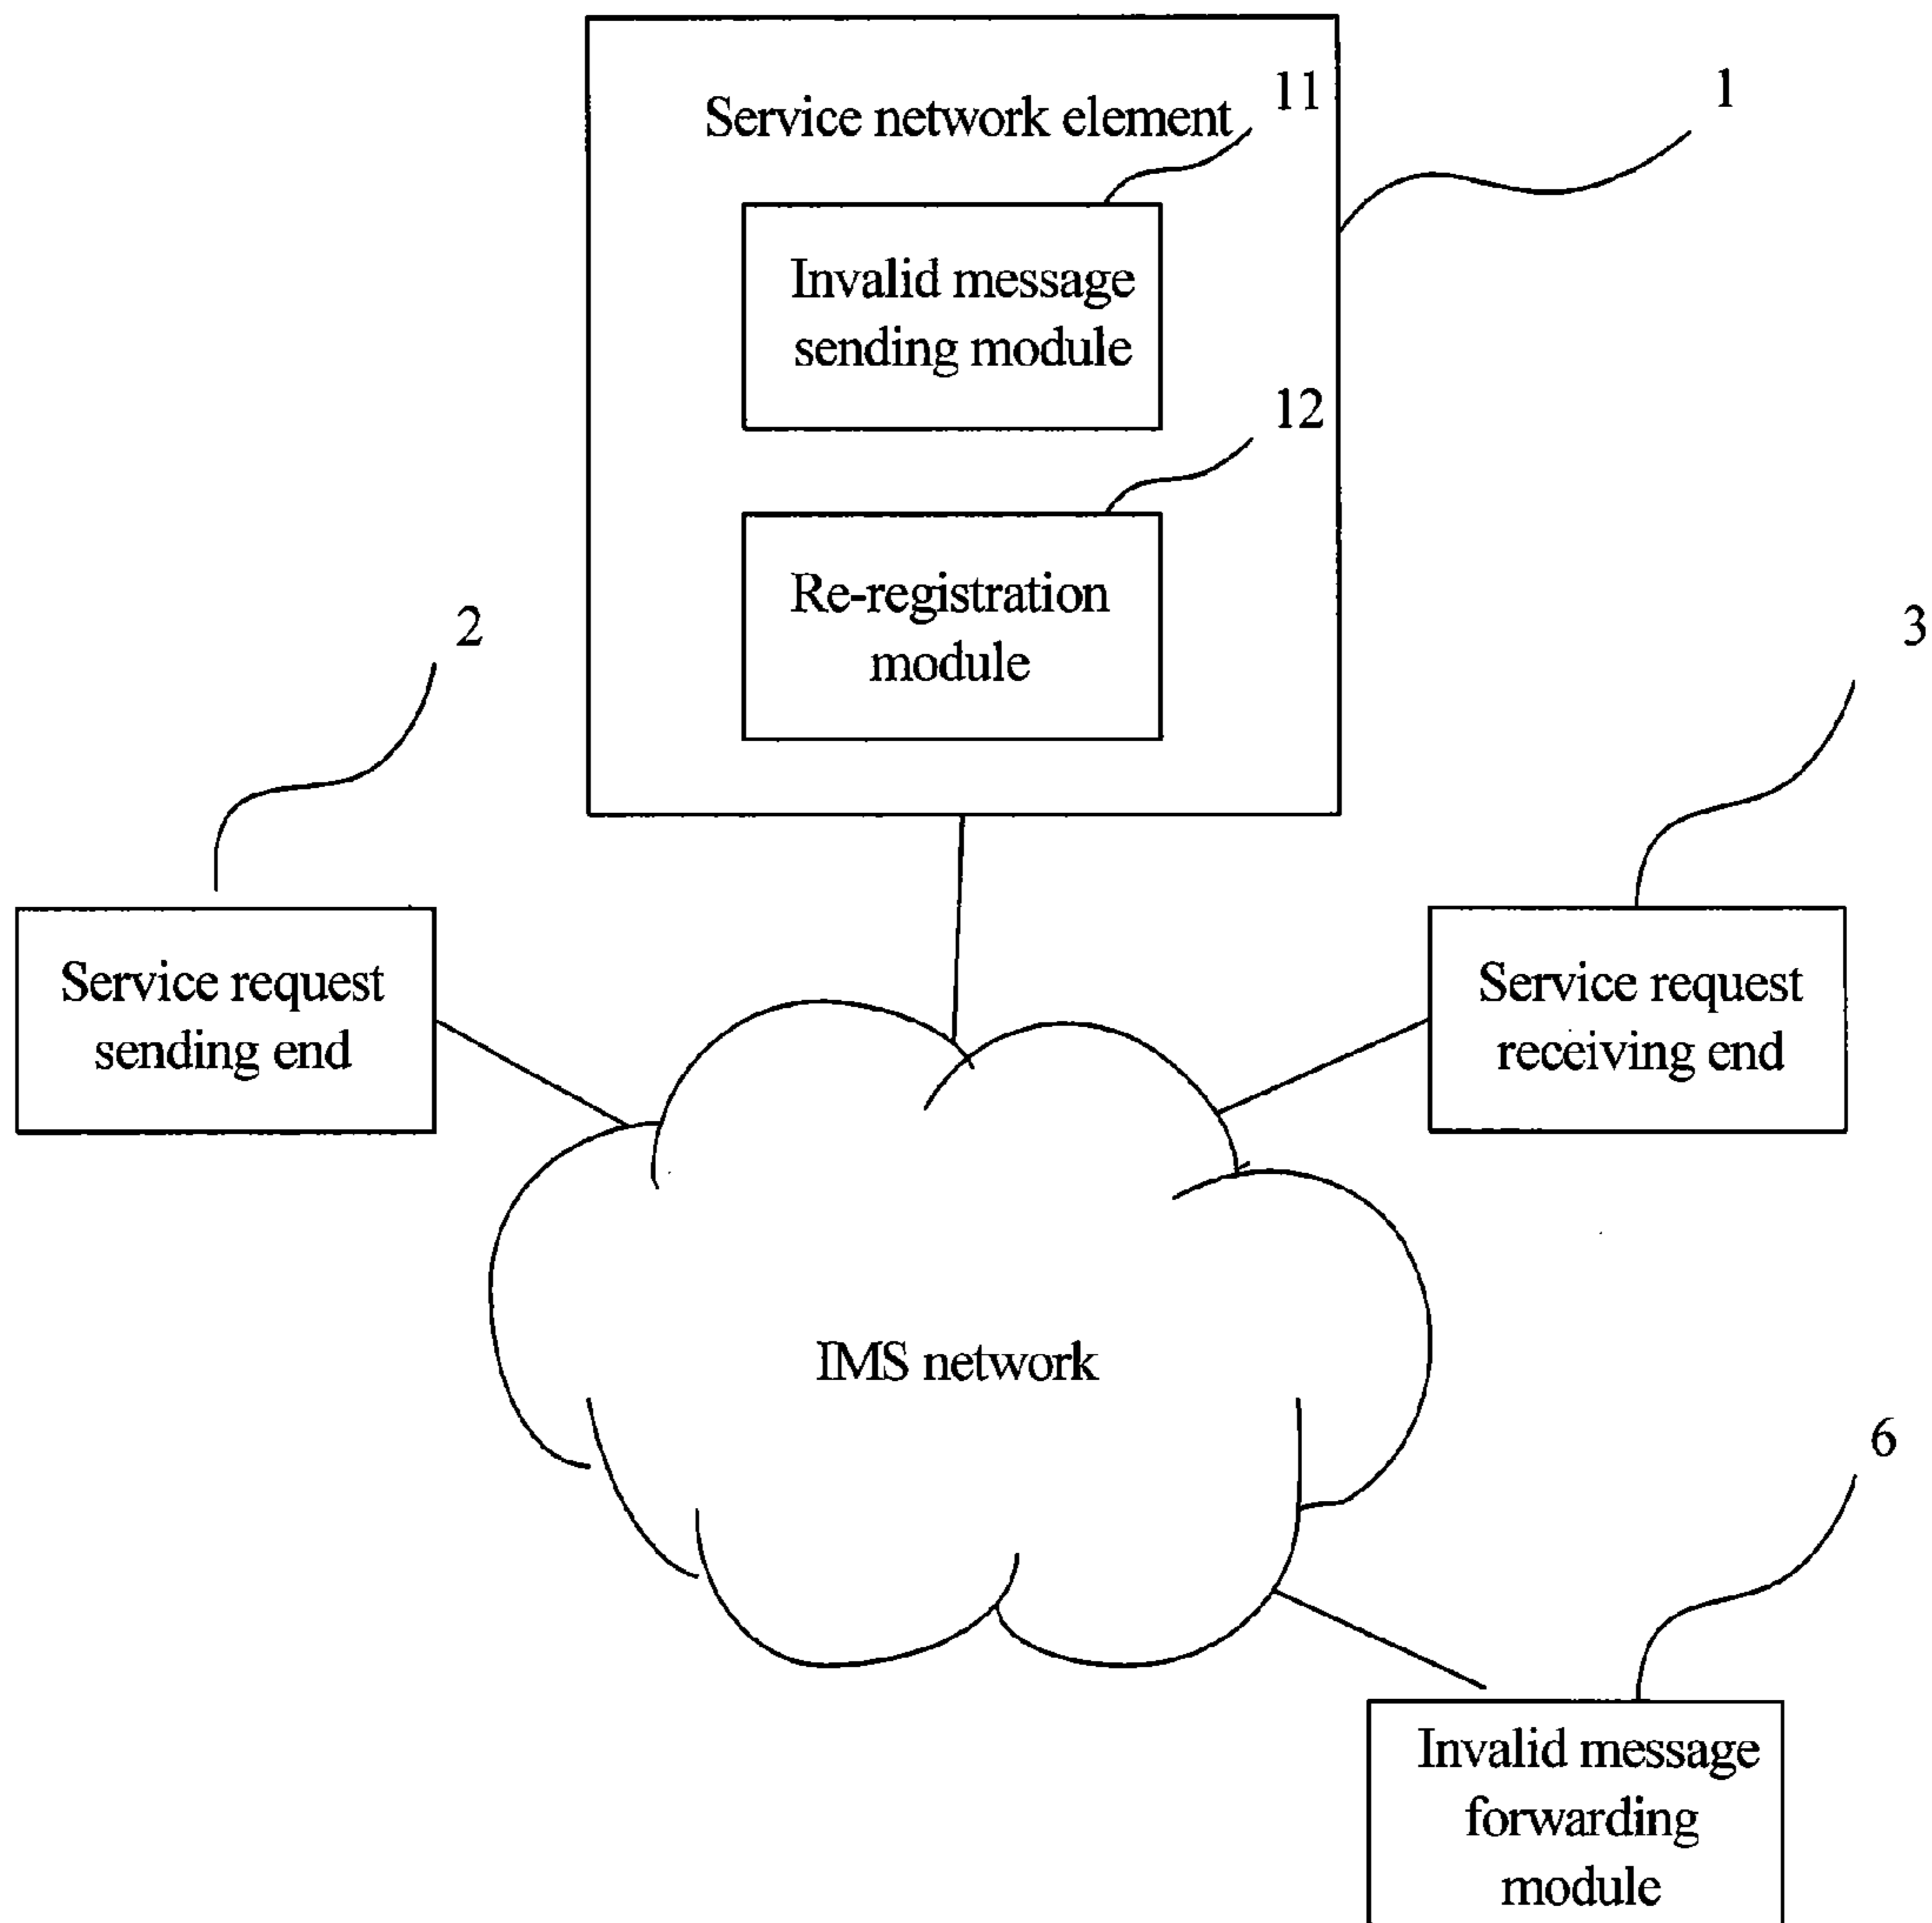 Service network element
11
1
Invalid message
sending module
12
Re-registration
module
2
3
Service request
sending end
Service request
receiving end
IMS network
6
Invalid message
forwarding
module